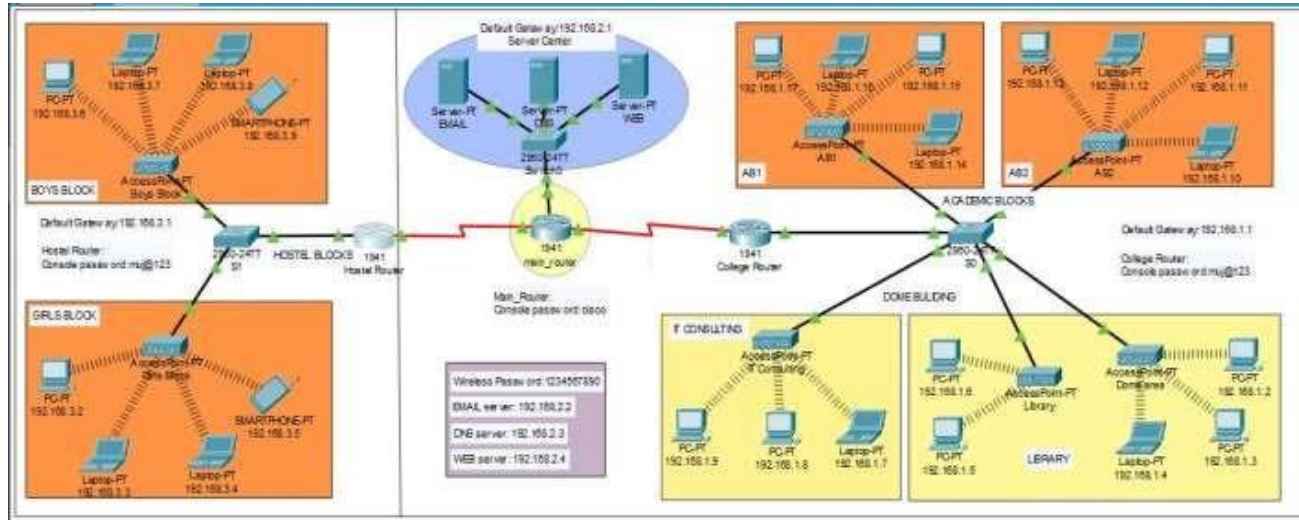 PC-PT
192.168.3.6
Laptop-PT
192.168.3.7
Laptop-PT
192.168.3.8
SMARTPHONE-PT
192.168.3.9
AccessPoint-PT
Boys Block
BOYS BLOCK
Default Gateway:192.168.3.1
Hostel Router:
Console password:muj@123
2950-24TT
S1
HOSTEL BLOCKS
1941
Hostel Router
GIRLS BLOCK
AccessPoint-PT
Girls Block
PC-PT
192.168.3.2
SMARTPHONE-PT
192.168.3.5
Laptop-PT
192.168.3.3
Laptop-PT
192.168.3.4
Default Gateway:192.168.2.1
Server Center
Server-PT
EMAIL
Server-PT
DNS
Server-PT
WEB
Switch0
1941
main_router
Main_Router:
Console password:cisco
Wireless Password:1234567890
EMAIL server: 192.168.2.2
DNS server: 192.168.2.3
WEB server: 192.168.2.4
1941
College Router
PC-PT
192.168.1.17
Laptop-PT
192.168.1.16
PC-PT
192.168.1.15
Laptop-PT
192.168.1.14
AccessPoint-PT
AB1
AB1
PC-PT
192.168.1.13
Laptop-PT
192.168.1.12
PC-PT
192.168.1.11
AccessPoint-PT
AB2
Laptop-PT
192.168.1.10
AB2
ACADEMIC BLOCKS
S0
Default Gateway:192.168.1.1
College Router:
Console password:muj@123
DOME BUILDING
IT CONSULTING
AccessPoint-PT
IT Consulting
PC-PT
192.168.1.9
PC-PT
192.168.1.8
Laptop-PT
192.168.1.7
PC-PT
192.168.1.6
AccessPoint-PT
Library
PC-PT
192.168.1.5
LIBRARY
AccessPoint-PT
PC-PT
192.168.1.2
Laptop-PT
192.168.1.4
PC-PT
192.168.1.3